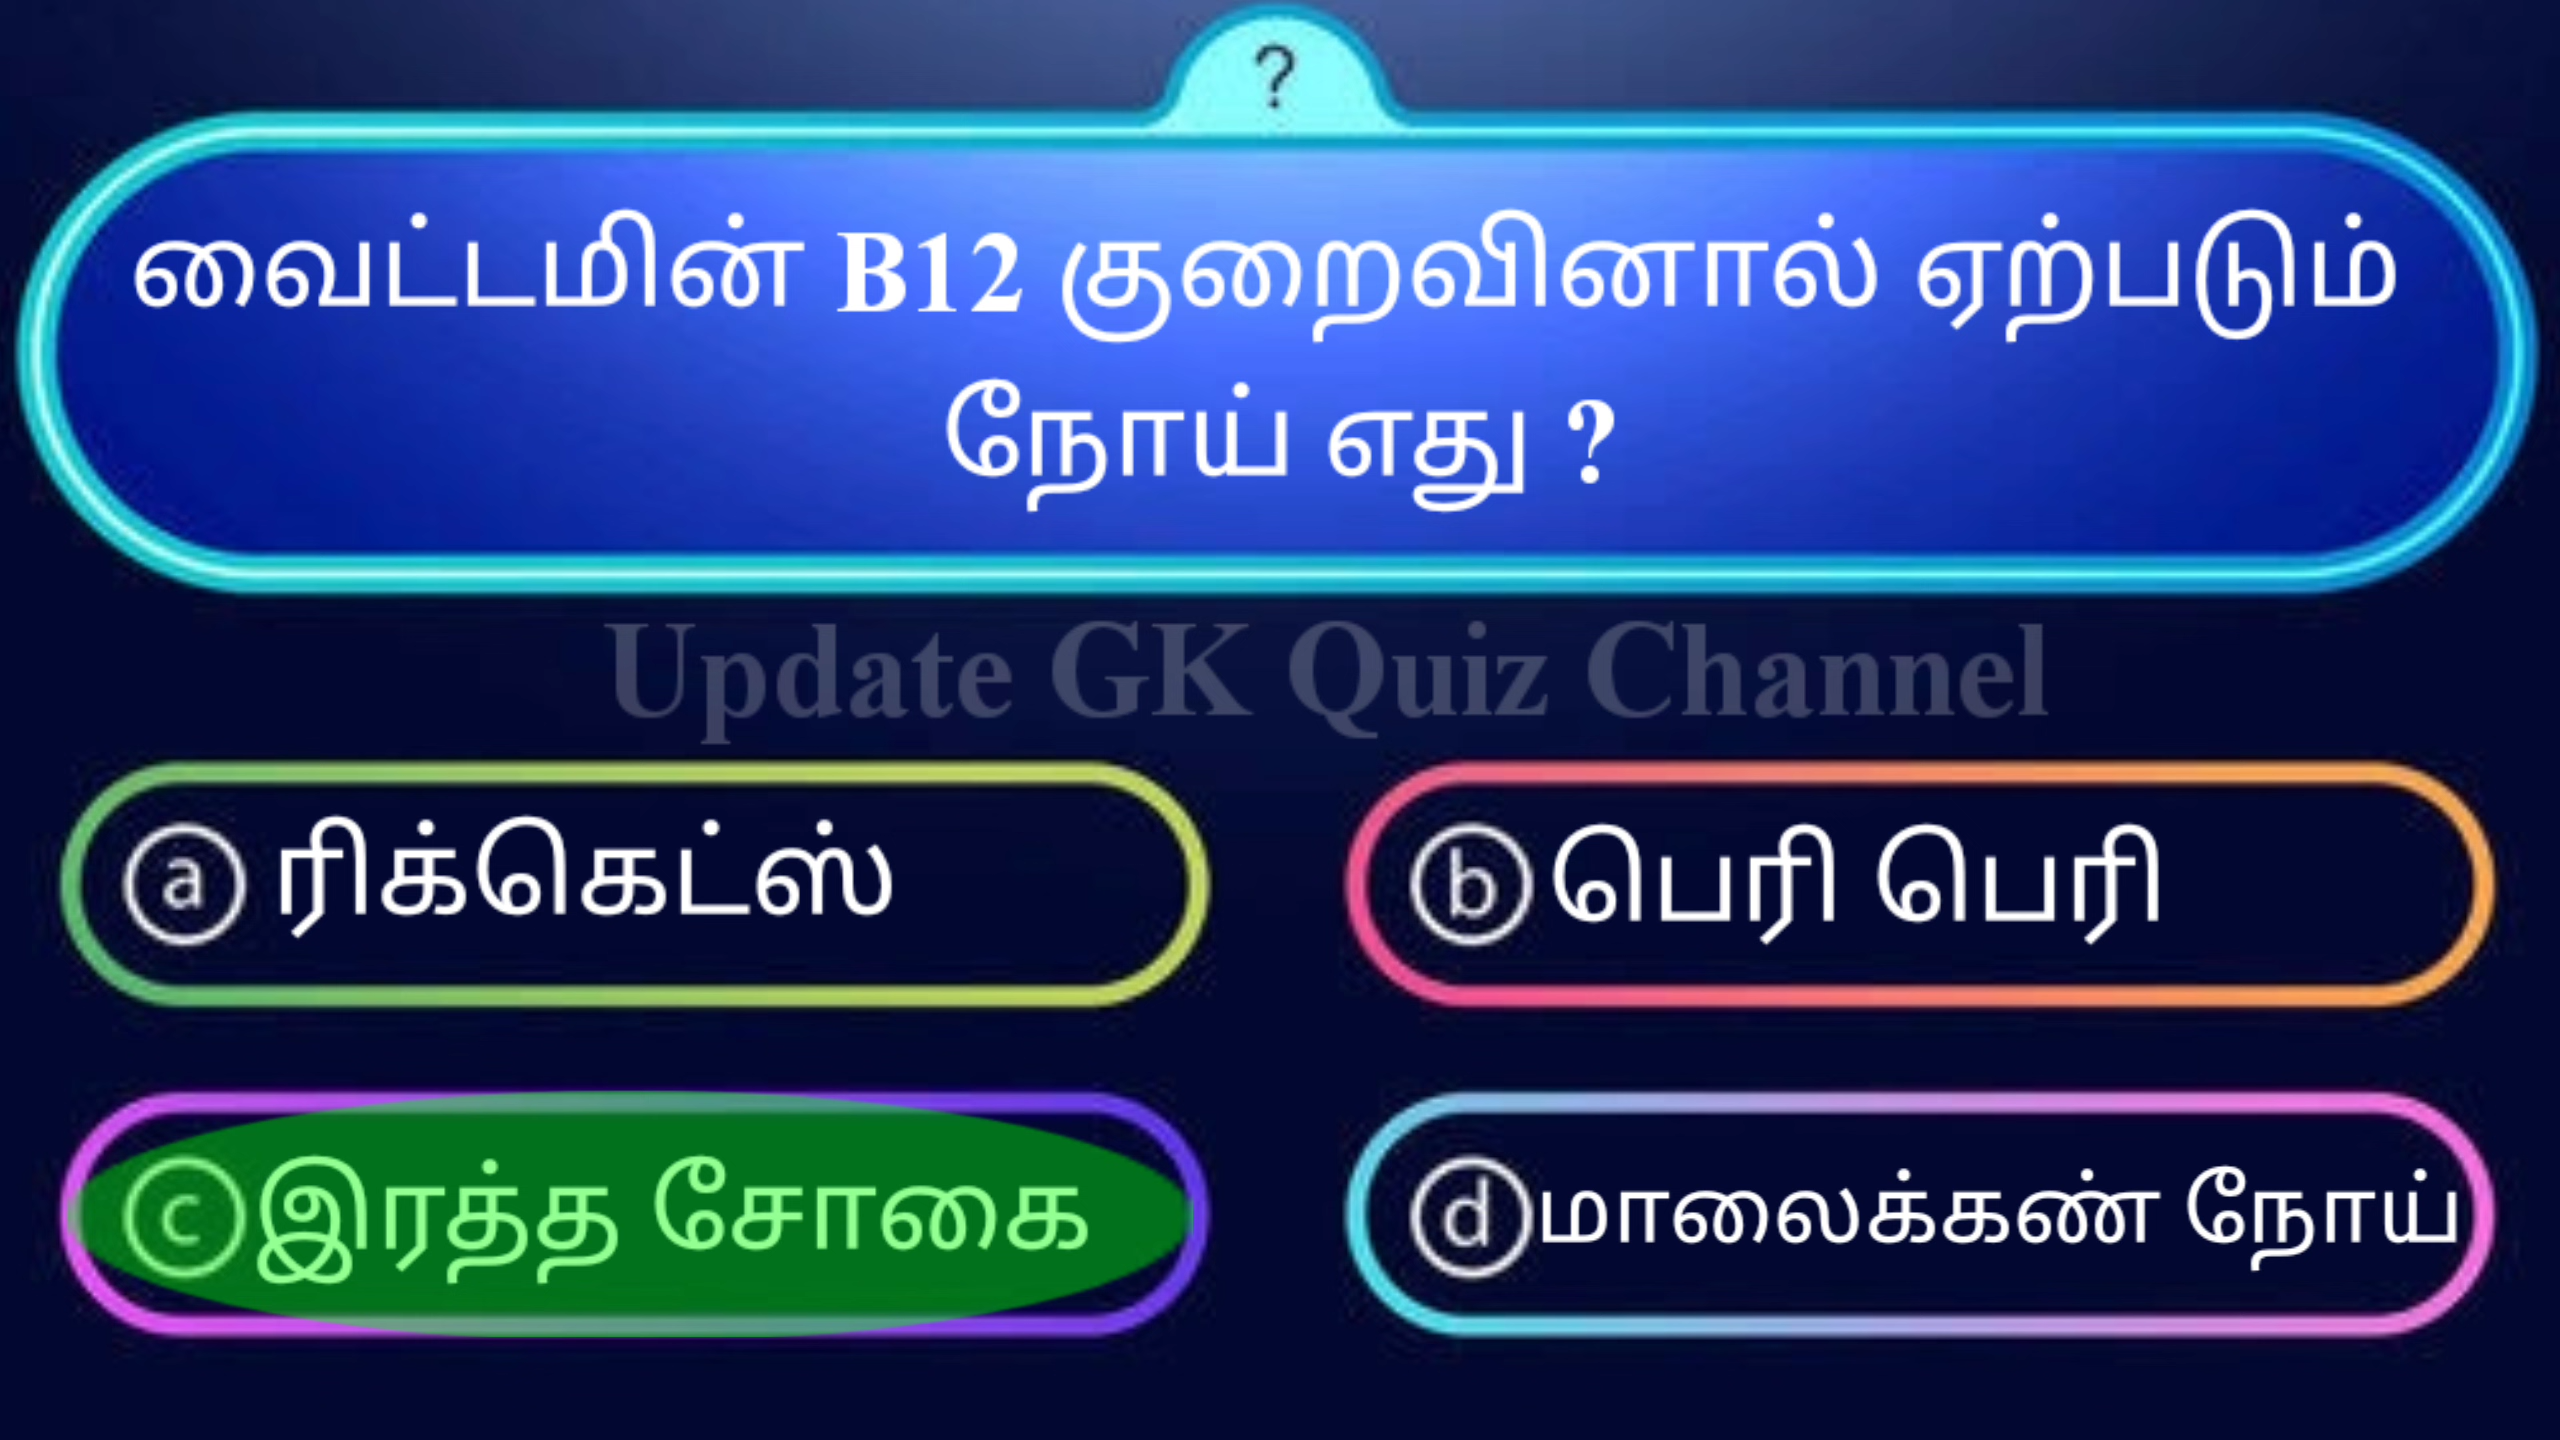 ?
வைட்டமின் B12 குறைவினால் ஏற்படும்
நோய் எது ?
Update GK Quiz Channel
a ரிக்கெட்ஸ்
b பெரி பெரி
c இரத்த சோகை
d மாலைக்கண் நோய்